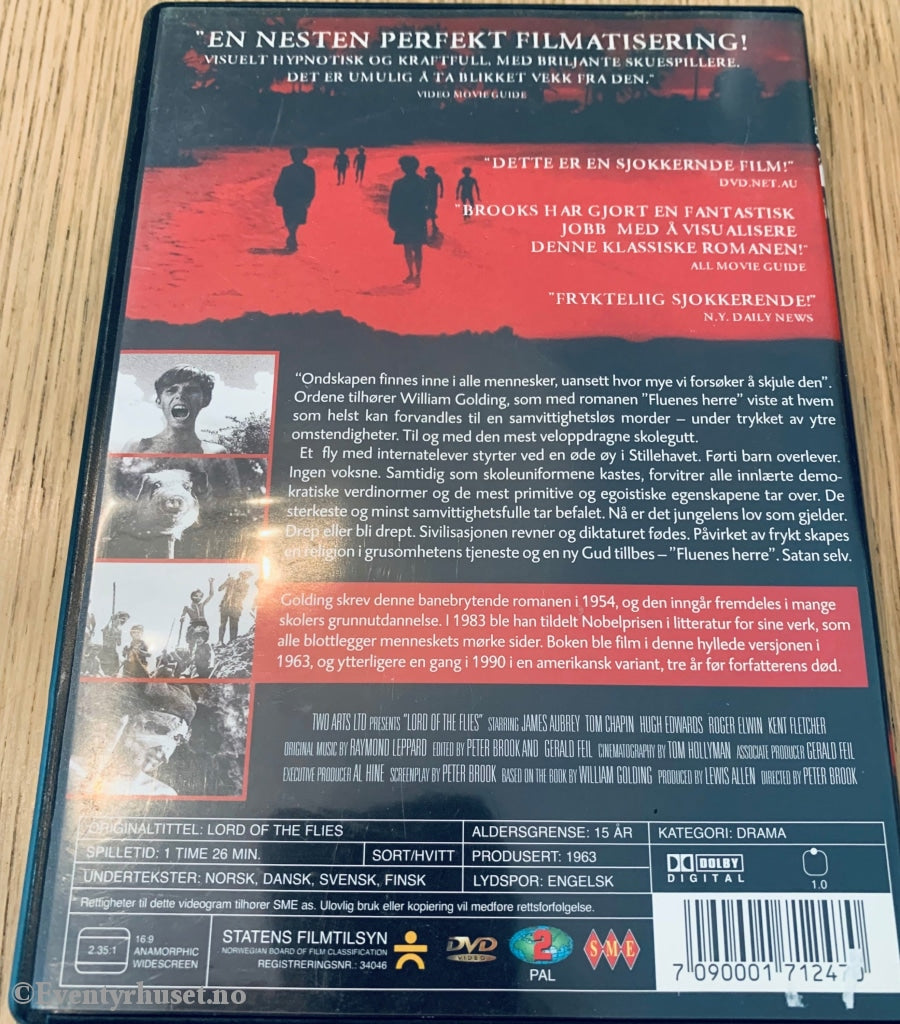 "EN NESTEN PERFEKT FILMATISERING!
VISUELT HYPNOTISK OG KRAFTFULL, MED BRILJANTE SKUESPILLERE.
DET ER UMULIG Å TA BLIKKET VEKK FRA DEN."
VIDEO MOVIE GUIDE
"DETTE ER EN SJOKKERNDE FILM!"
DVD.NET.AU
"BROOKS HAR GJORT EN FANTASTISK
JOBB MED Å VISUALISERE
DENNE KLASSISKE ROMANEN!"
ALL MOVIE GUIDE
"FRYKTELIIG SJOKKERENDE!"
N.Y. DAILY NEWS
"Ondskapen finnes inne i alle mennesker, uansett hvor mye vi forsøker å skjule den".
Ordene tilhører William Golding, som med romanen "Fluenes herre" viste at hvem
som helst kan forvandles til en samvittighetsløs morder – under trykket av ytre
omstendigheter. Til og med den mest veloppdragne skolegutt.
Et fly med internatelever styrter ved en øde øy i Stillehavet. Førti barn overlever.
Ingen voksne. Samtidig som skoleuniformene kastes, forvitrer alle innlærte demo-
kratiske verdinormer og de mest primitive og egoistiske egenskapene tar over. De
sterkeste og minst samvittighetsfulle tar befalet. Nå er det jungelens lov som gjelder.
Drep eller bli drept. Sivilisasjonen revner og diktaturet fødes. Påvirket av frykt skapes
en religion i grusomhetens tjeneste og en ny Gud tillbes – "Fluenes herre". Satan selv.
Golding skrev denne banebrytende romanen i 1954, og den inngår fremdeles i mange
skolers grunnutdannelse. I 1983 ble han tildelt Nobelprisen i litteratur for sine verk, som
alle blottlegger menneskets mørke sider. Boken ble film i denne hyllede versjonen i
1963, og ytterligere en gang i 1990 i en amerikansk variant, tre år før forfatterens død.
TWO ARTS LTD PRESENTS "LORD OF THE FLIES" STARRING JAMES AUBREY TOM CHAPIN HUGH EDWARDS ROGER ELWIN KENT FLETCHER
ORIGINAL MUSIC BY RAYMOND LEPPARD EDITED BY PETER BROOK AND GERALD FEIL CINEMATOGRAPHY BY TOM HOLLYMAN ASSOCIATE PRODUCER GERALD FEIL
EXECUTIVE PRODUCER AL HINE SCREENPLAY BY PETER BROOK BASED ON THE BOOK BY WILLIAM GOLDING PRODUCED BY LEWIS ALLEN DIRECTED BY PETER BROOK
ORIGINALTITTEL: LORD OF THE FLIES ALDERSGRENSE: 15 ÅR KATEGORI: DRAMA
SPILLETID: 1 TIME 26 MIN. SORT/HVITT PRODUSERT: 1963
UNDERTEKSTER: NORSK, DANSK, SVENSK, FINSK LYDSPOR: ENGELSK
DOLBY
DIGITAL
1.0
* Rettigheter til dette videogram tilhører SME as. Ulovlig bruk eller kopiering vil medføre rettsforfølgelse.
2.35:1
16:9
ANAMORPHIC
WIDESCREEN
STATENS FILMTILSYN
NORWEGIAN BOARD OF FILM CLASSIFICATION
REGISTRERINGSNR.: 34046
DVD
VIDEO
2
PAL
S M E
7 090001 712470
©Eventyrhuset.no